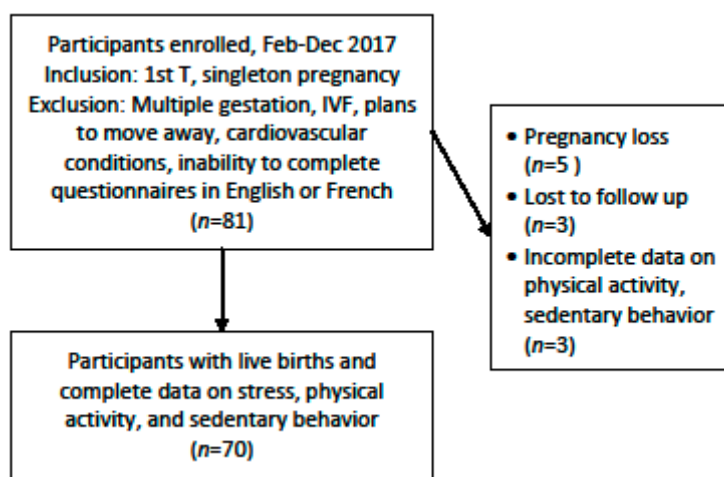 Participants enrolled, Feb-Dec 2017
Inclusion: 1st T, singleton pregnancy
Exclusion: Multiple gestation, IVF, plans
to move away, cardiovascular
conditions, inability to complete
questionnaires in English or French
(n=81)
• Pregnancy loss
(n=5 )
• Lost to follow up
(n=3)
• Incomplete data on
physical activity,
sedentary behavior
(n=3)
Participants with live births and
complete data on stress, physical
activity, and sedentary behavior
(n=70)